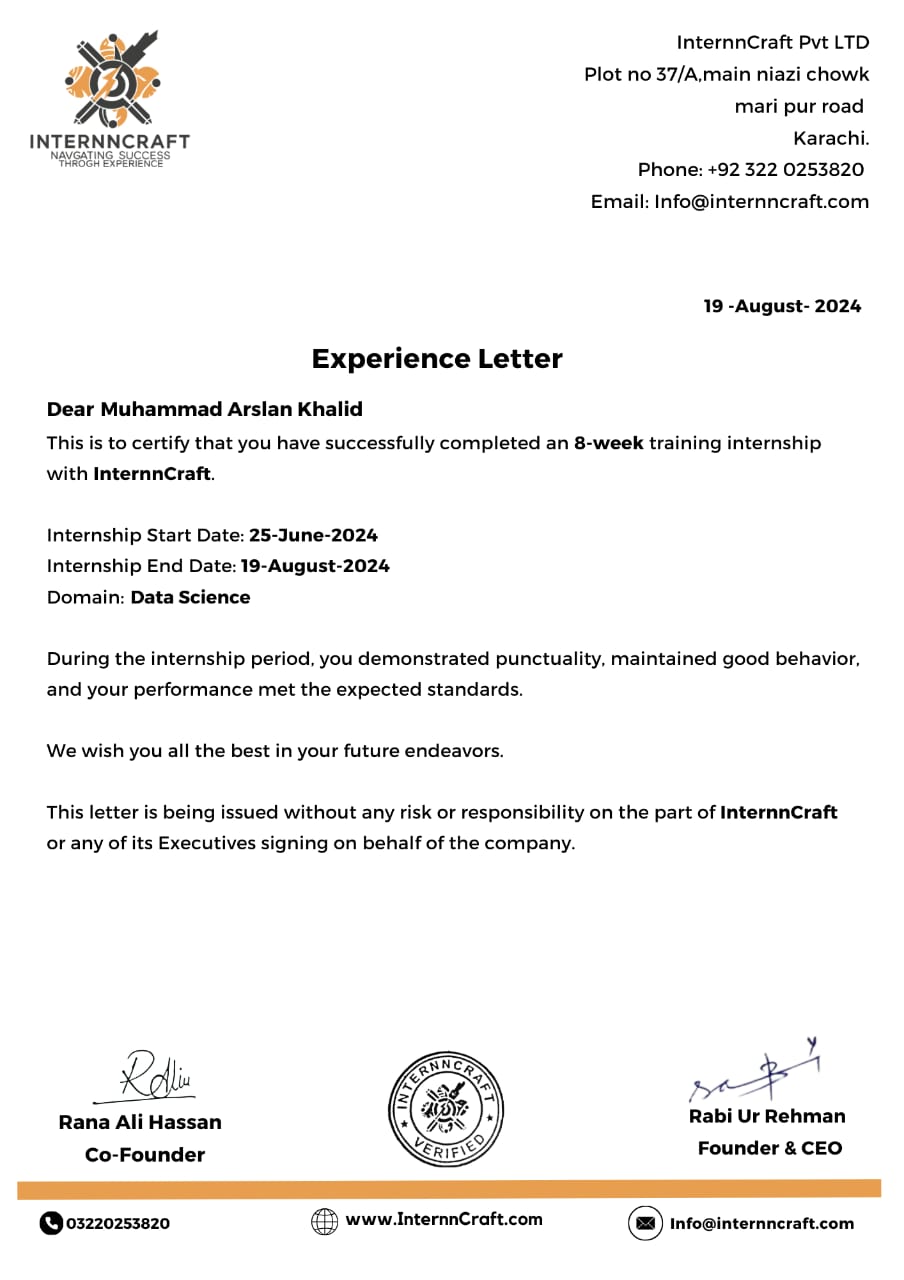 INTERNNCRAFT
NAVGATING SUCCESS
THROGH EXPERIENCE
InternnCraft Pvt LTD
Plot no 37/A,main niazi chowk
mari pur road
Karachi.
Phone: +92 322 0253820
Email: Info@internncraft.com
19 -August- 2024
Experience Letter
Dear Muhammad Arslan Khalid
This is to certify that you have successfully completed an 8-week training internship
with InternnCraft.
Internship Start Date: 25-June-2024
Internship End Date: 19-August-2024
Domain: Data Science
During the internship period, you demonstrated punctuality, maintained good behavior,
and your performance met the expected standards.
We wish you all the best in your future endeavors.
This letter is being issued without any risk or responsibility on the part of InternnCraft
or any of its Executives signing on behalf of the company.
Rana Ali Hassan
Co-Founder
INTERNNCRAFT
VERIFIED
Rabi Ur Rehman
Founder & CEO
03220253820
www.InternnCraft.com
Info@internncraft.com